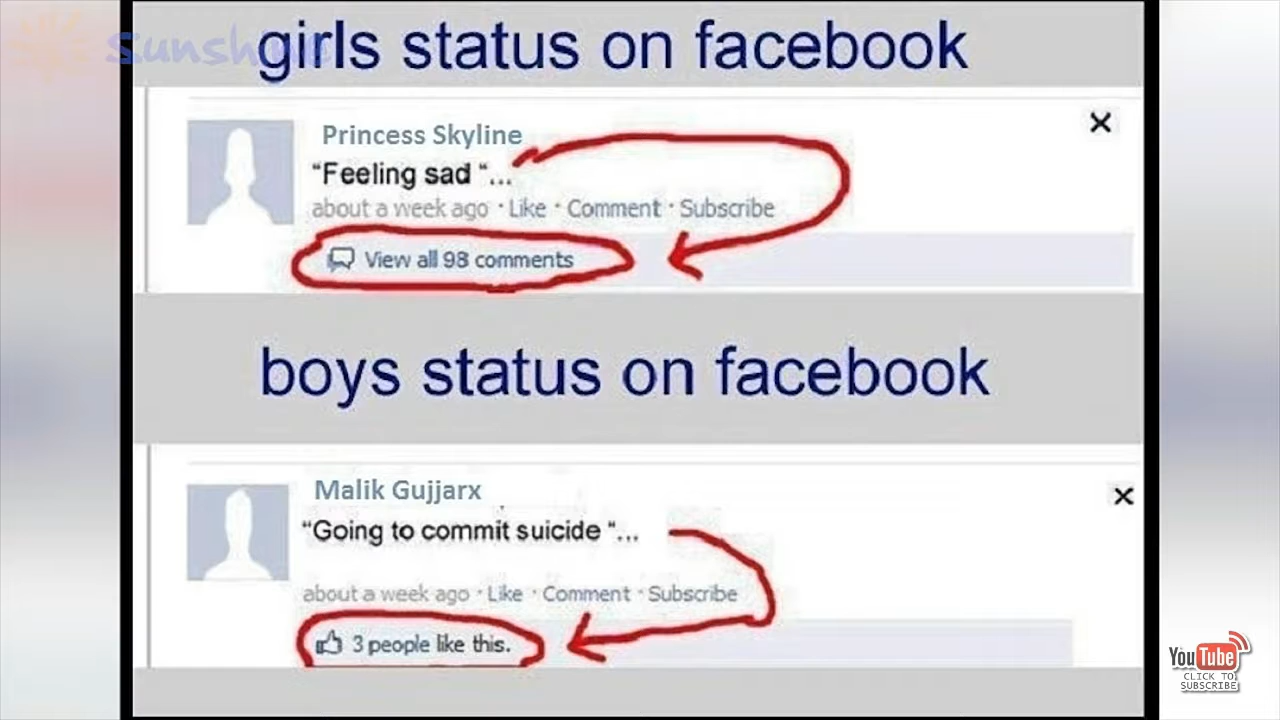 Sunshine
girls status on facebook
Princess Skyline
“Feeling sad “...
about a week ago · Like · Comment · Subscribe
View all 98 comments
boys status on facebook
Malik Gujjarx
“Going to commit suicide “...
about a week ago · Like · Comment · Subscribe
3 people like this.
YouTube
CLICK TO
SUBSCRIBE